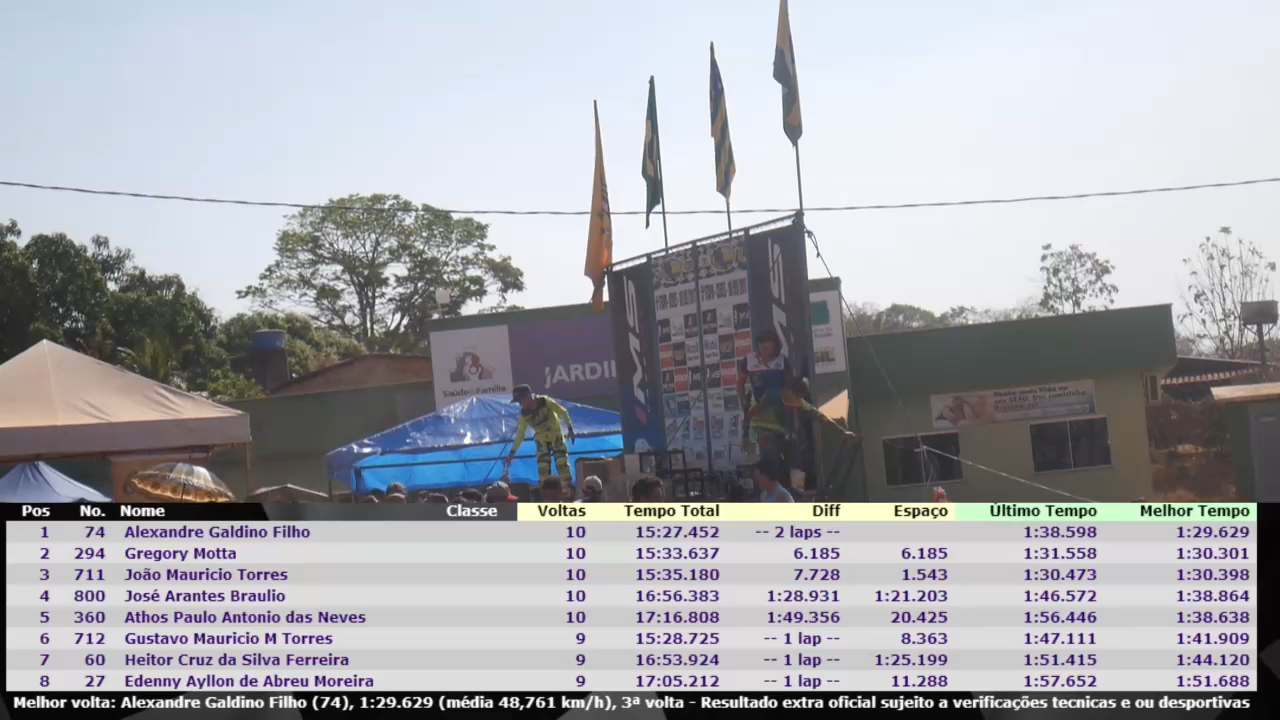 Saúde da Família
JARDI
IMS
IMS
Pos No. Nome Classe Voltas Tempo Total Diff Espaço Último Tempo Melhor Tempo
1 74 Alexandre Galdino Filho 10 15:27.452 -- 2 laps -- 1:38.598 1:29.629
2 294 Gregory Motta 10 15:33.637 6.185 6.185 1:31.558 1:30.301
3 711 João Mauricio Torres 10 15:35.180 7.728 1.543 1:30.473 1:30.398
4 800 José Arantes Braulio 10 16:56.383 1:28.931 1:21.203 1:46.572 1:38.864
5 360 Athos Paulo Antonio das Neves 10 17:16.808 1:49.356 20.425 1:56.446 1:38.638
6 712 Gustavo Mauricio M Torres 9 15:28.725 -- 1 lap -- 8.363 1:47.111 1:41.909
7 60 Heitor Cruz da Silva Ferreira 9 16:53.924 -- 1 lap -- 1:25.199 1:51.415 1:44.120
8 27 Edenny Ayllon de Abreu Moreira 9 17:05.212 -- 1 lap -- 11.288 1:57.652 1:51.688
Melhor volta: Alexandre Galdino Filho (74), 1:29.629 (média 48,761 km/h), 3ª volta - Resultado extra oficial sujeito a verificações tecnicas e ou desportivas